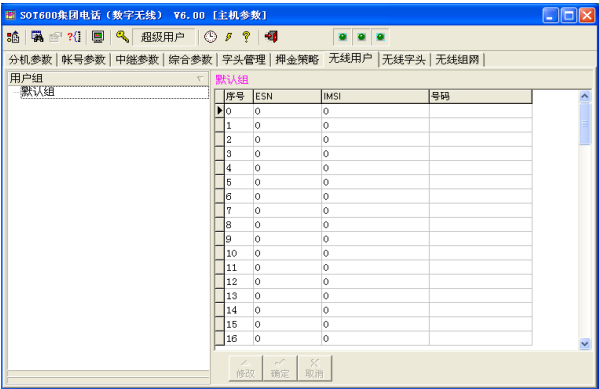 SOT600集团电话（数字无线） V6.00 [主机参数]
超级用户
分机参数 帐号参数 中继参数 综合参数 字头管理 押金策略 无线用户 无线字头 无线组网
用户组
默认组
默认组
序号 ESN IMSI 号码
0 0 0
1 0 0
2 0 0
3 0 0
4 0 0
5 0 0
6 0 0
7 0 0
8 0 0
9 0 0
10 0 0
11 0 0
12 0 0
13 0 0
14 0 0
15 0 0
16 0 0
修改 确定 取消